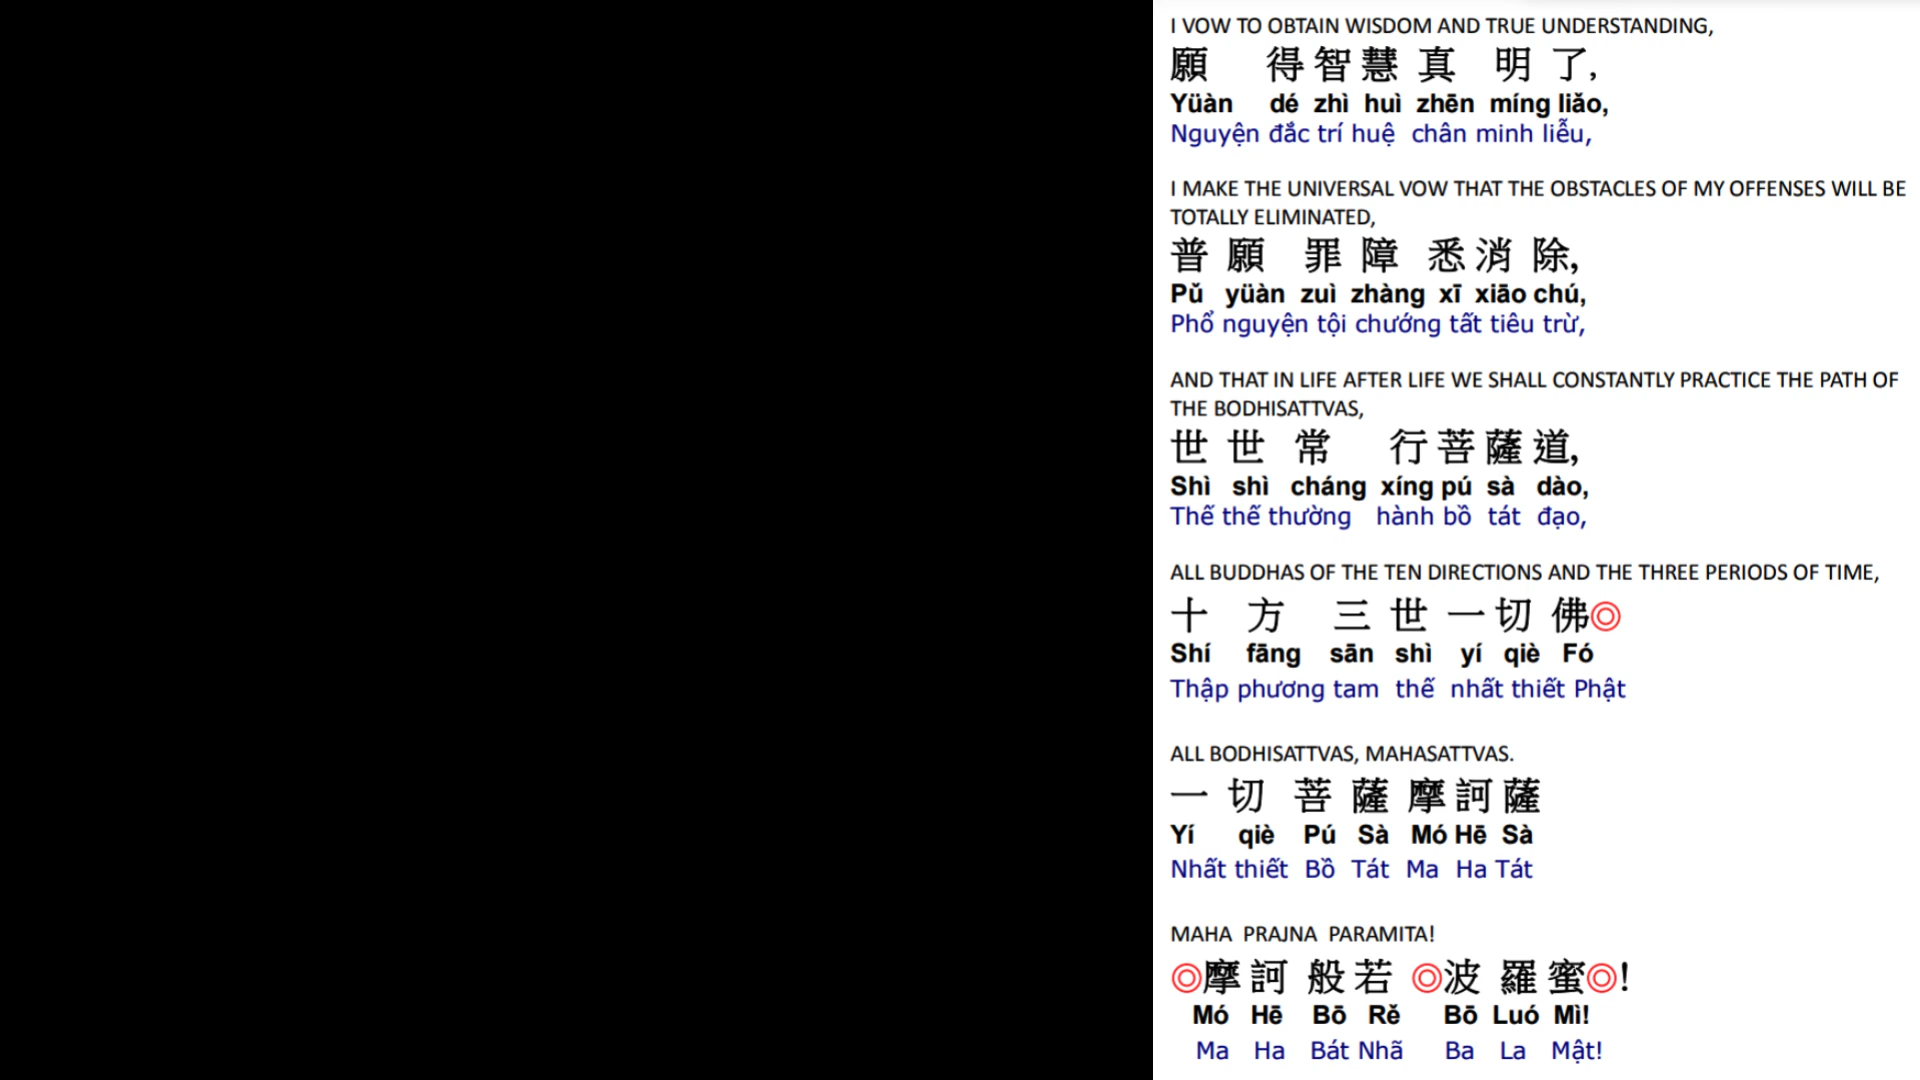 I VOW TO OBTAIN WISDOM AND TRUE UNDERSTANDING,
願 得 智 慧 真 明 了,
Yüàn dé zhì huì zhēn míng liǎo,
Nguyện đắc trí huệ chân minh liễu,
I MAKE THE UNIVERSAL VOW THAT THE OBSTACLES OF MY OFFENSES WILL BE
TOTALLY ELIMINATED,
普 願 罪 障 悉 消 除,
Pǔ yüàn zuì zhàng xī xiāo chú,
Phổ nguyện tội chướng tất tiêu trừ,
AND THAT IN LIFE AFTER LIFE WE SHALL CONSTANTLY PRACTICE THE PATH OF
THE BODHISATTVAS,
世 世 常 行 菩 薩 道,
Shì shì cháng xíng pú sà dào,
Thế thế thường hành bồ tát đạo,
ALL BUDDHAS OF THE TEN DIRECTIONS AND THE THREE PERIODS OF TIME,
十 方 三 世 一 切 佛◎
Shí fāng sān shì yí qiè Fó
Thập phương tam thế nhất thiết Phật
ALL BODHISATTVAS, MAHASATTVAS.
一 切 菩 薩 摩 訶 薩
Yí qiè Pú Sà Mó Hē Sà
Nhất thiết Bồ Tát Ma Ha Tát
MAHA PRAJNA PARAMITA!
◎摩 訶 般 若 ◎波 羅 蜜◎!
Mó Hē Bō Rě Bō Luó Mì!
Ma Ha Bát Nhã Ba La Mật!